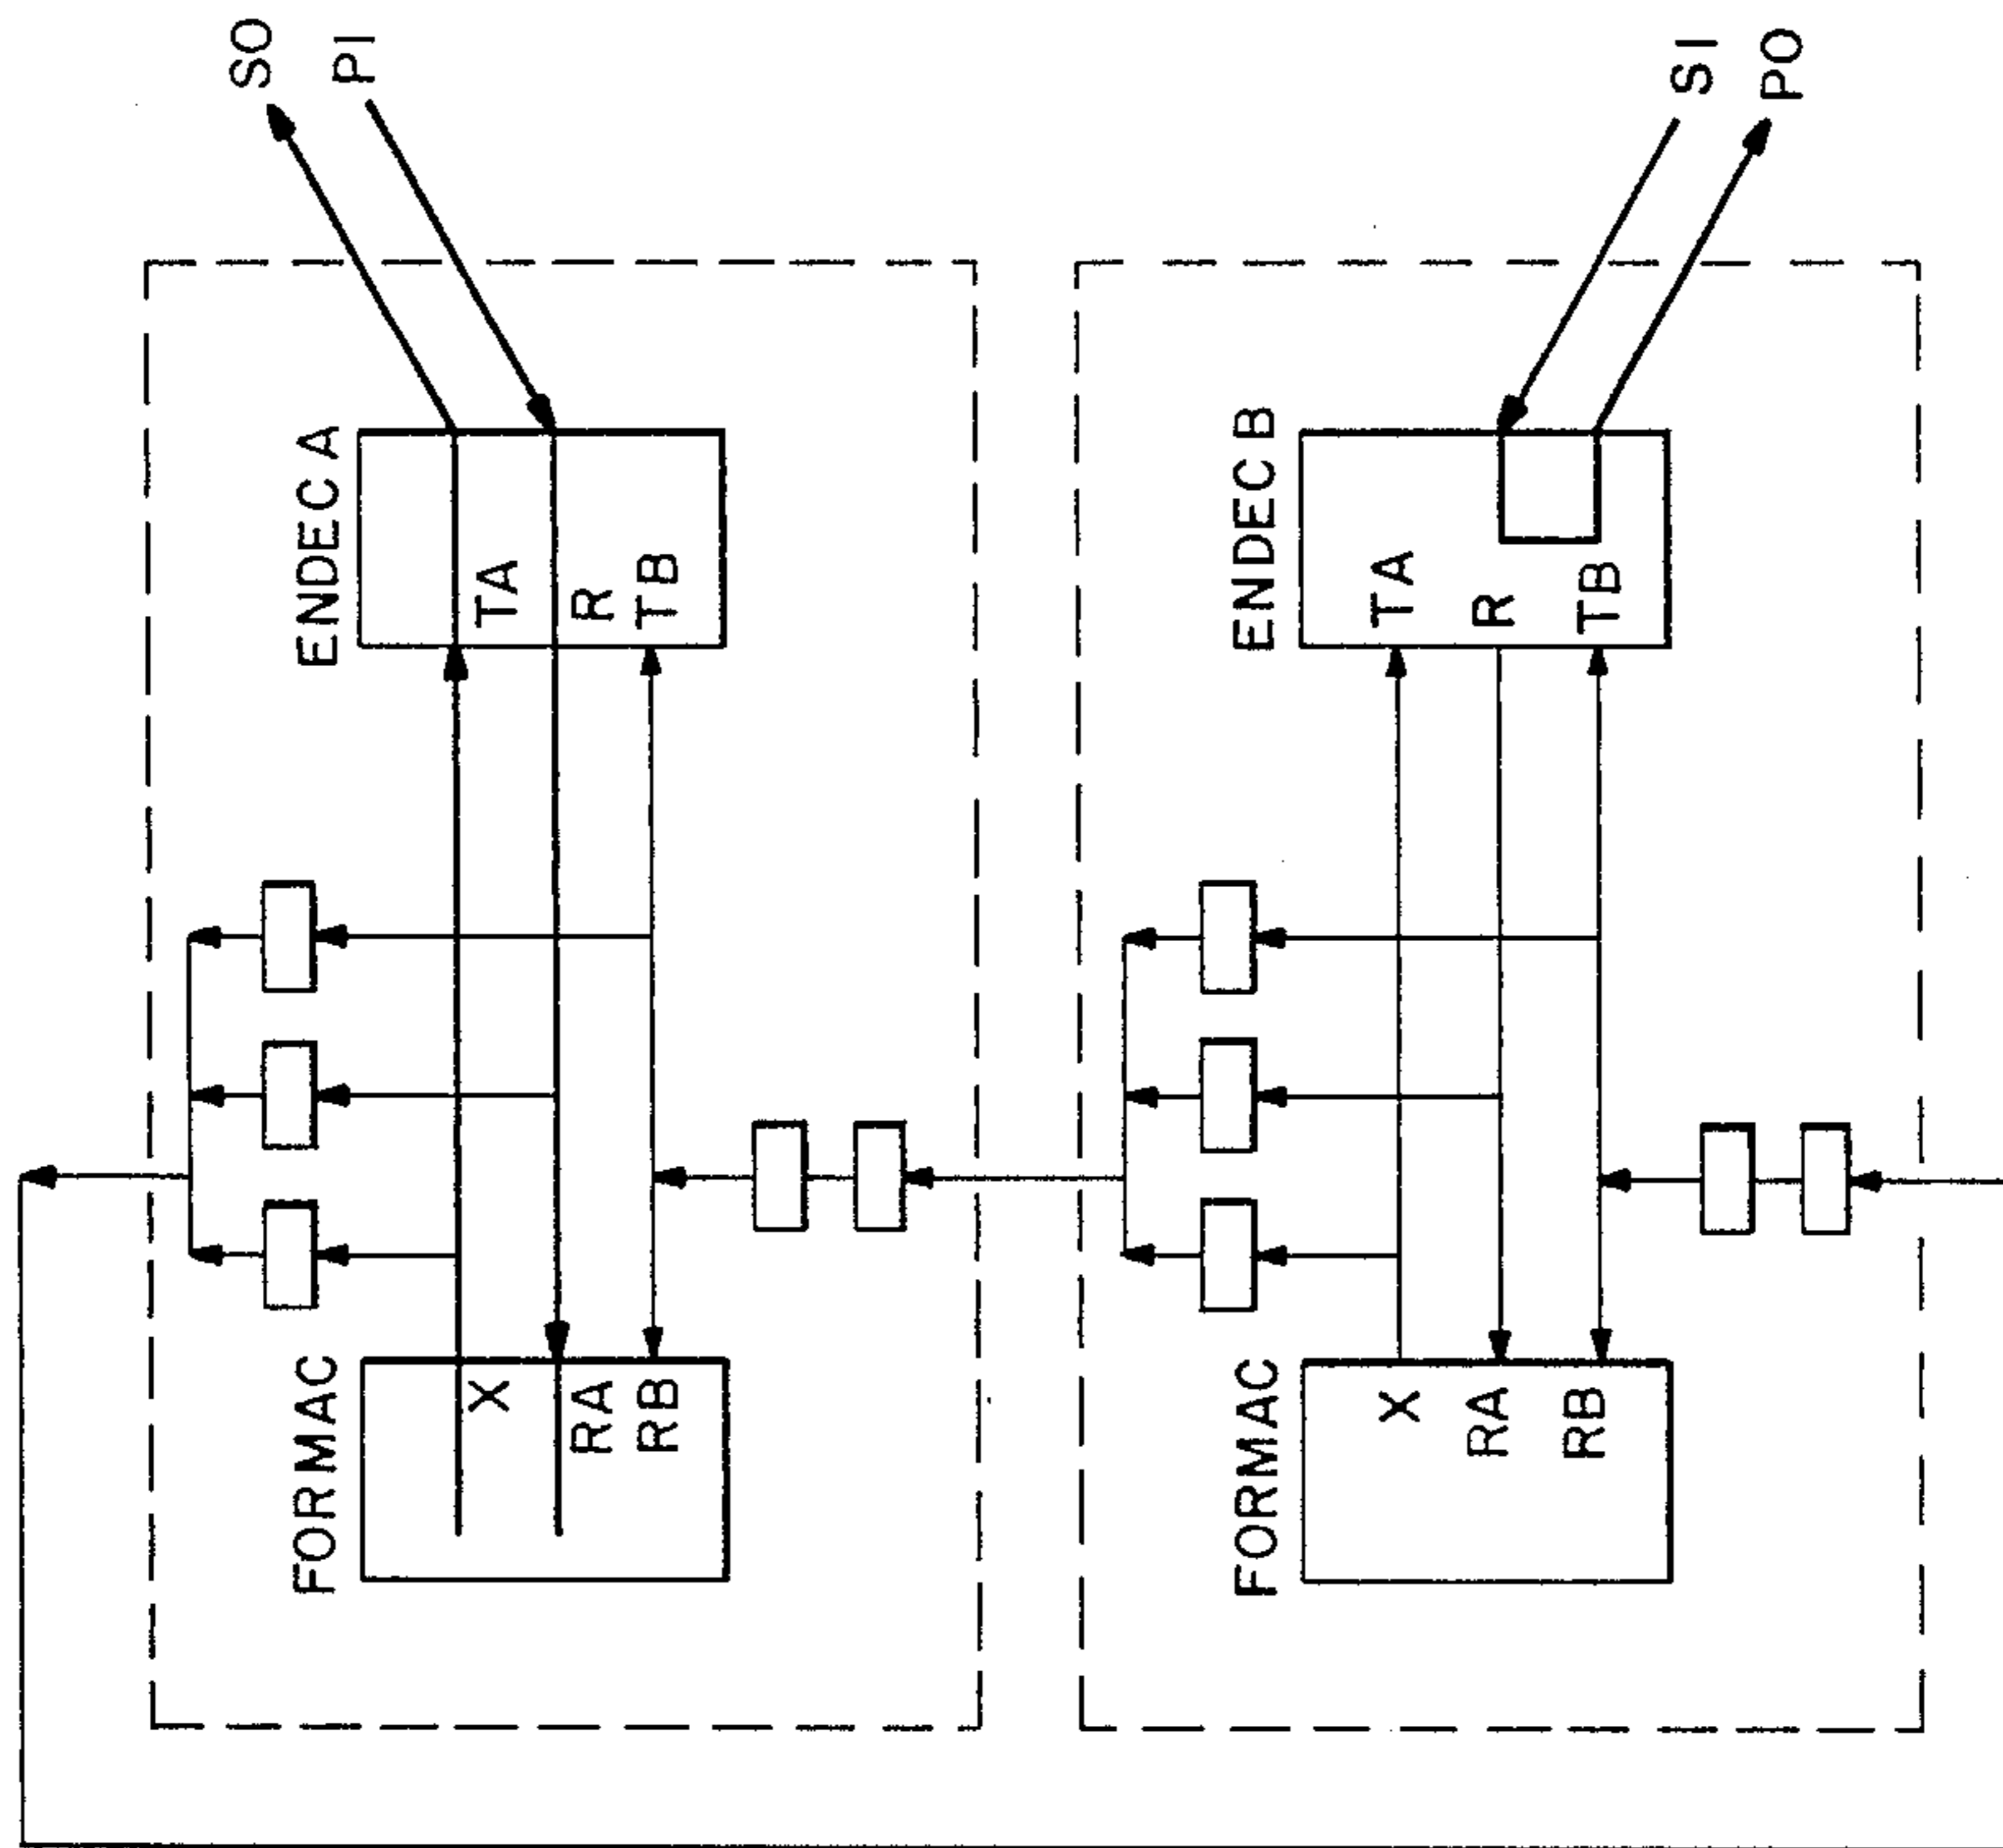 SO
PI
ENDEC A
TA
R
TB
FORMAC
X
RA
RB
SI
PO
ENDEC B
TA
R
TB
FORMAC
X
RA
RB